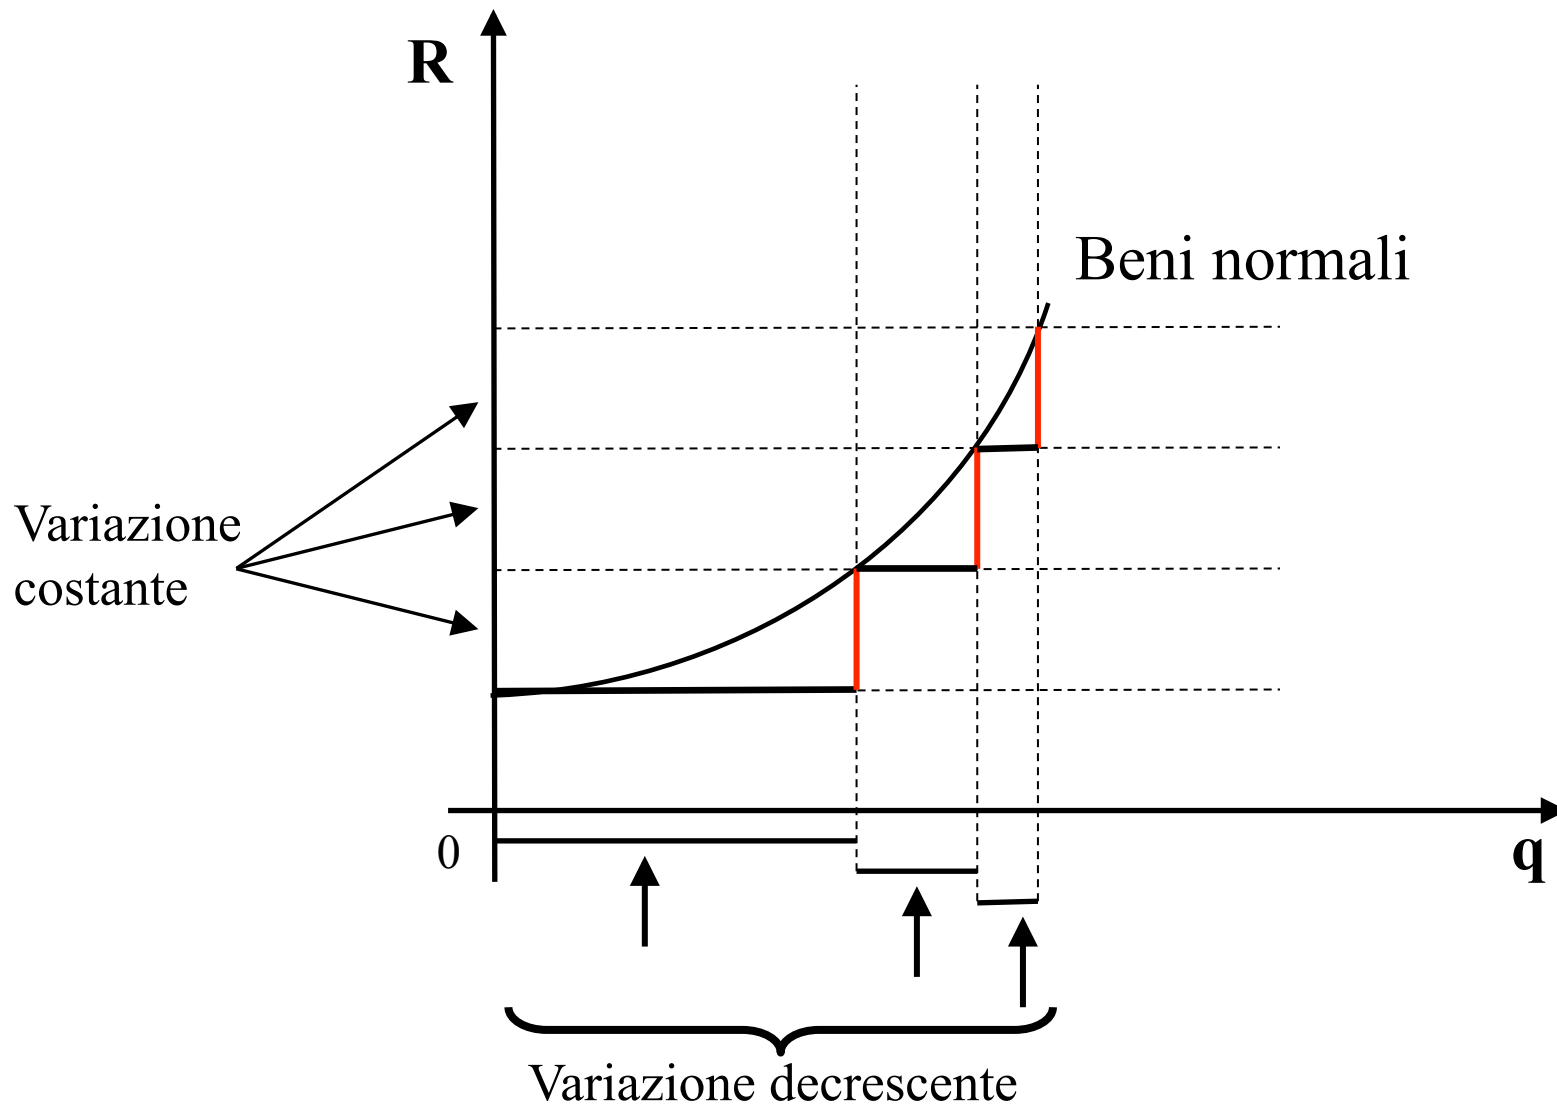 R
Beni normali
Variazione
costante
0
q
Variazione decrescente